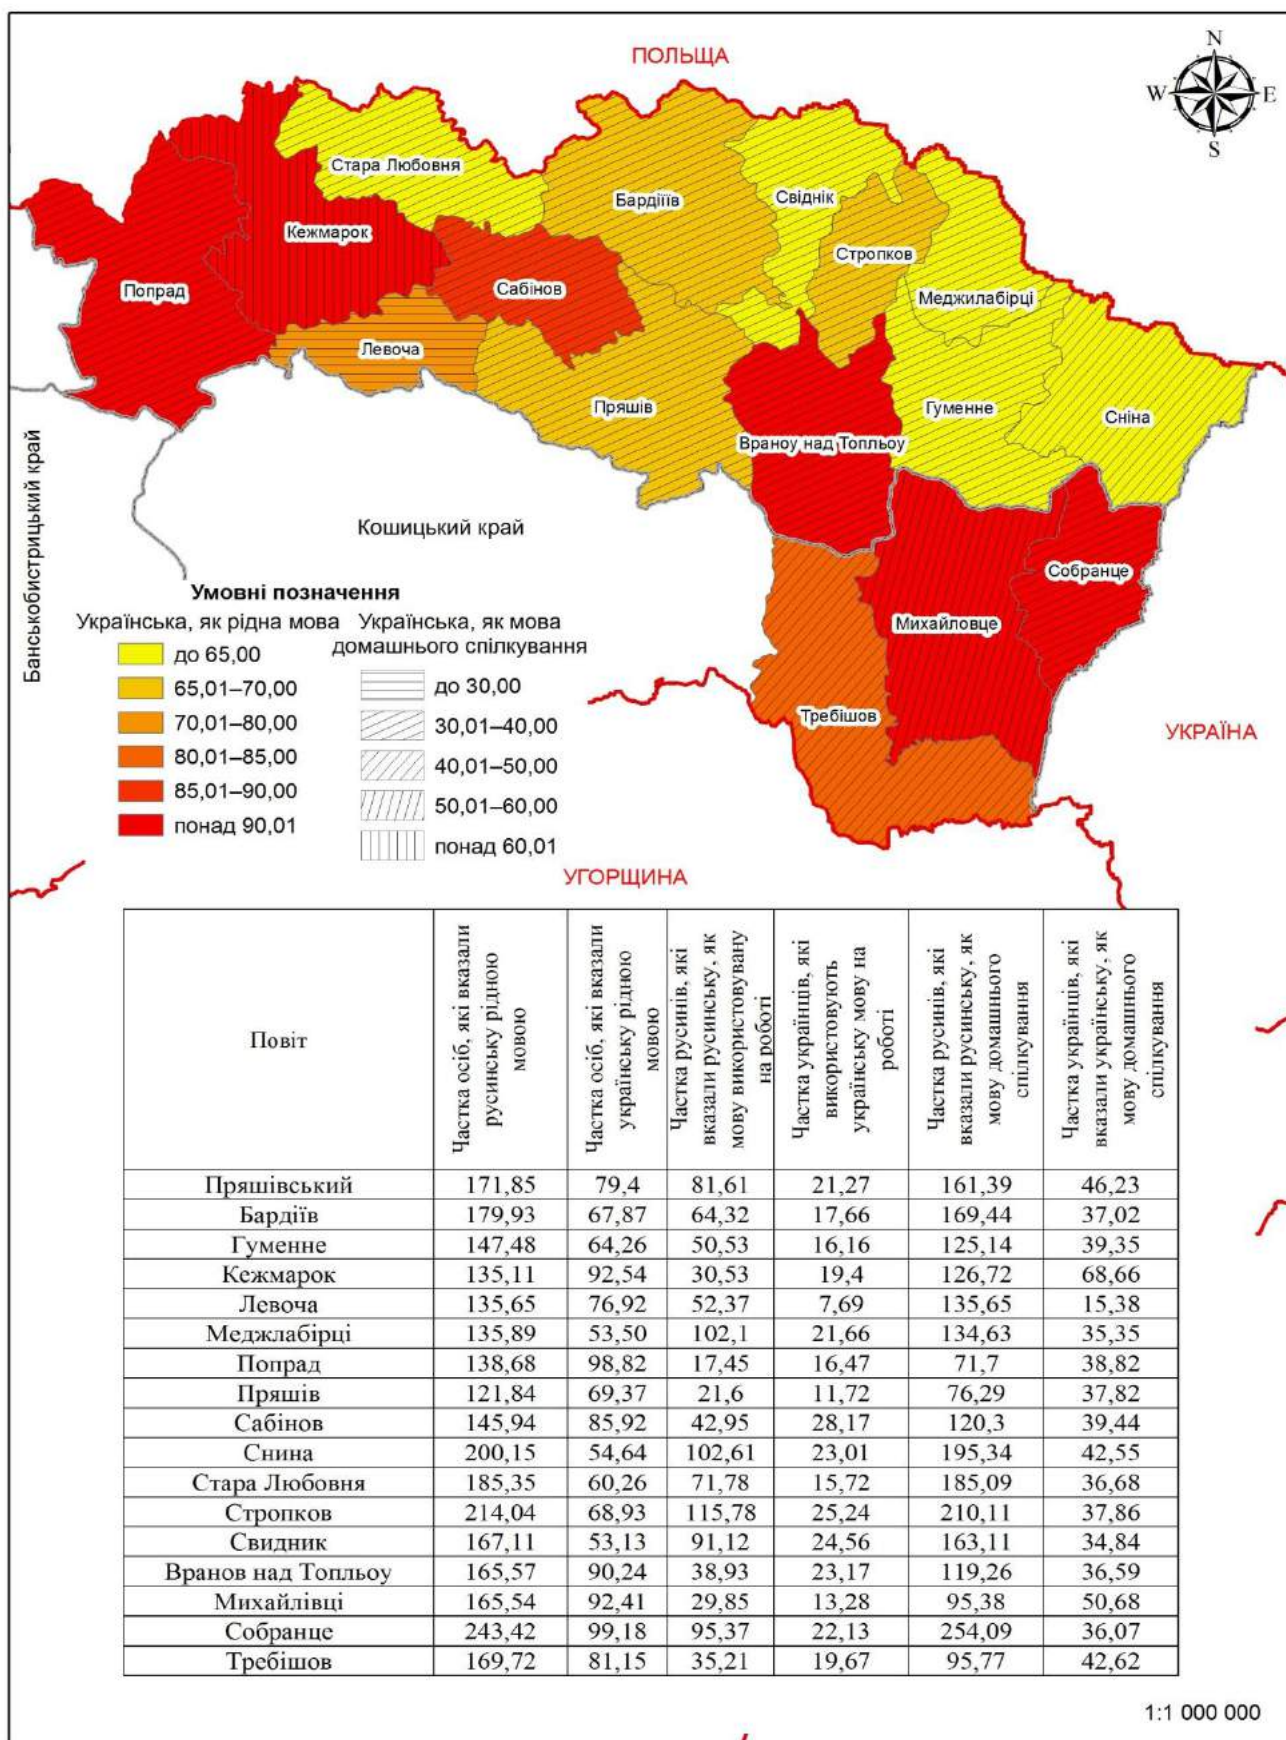 ПОЛЬЩА
N
W E
S
Стара Любовня
Бардіїв
Свіднік
Кежмарок
Стропков
Сабінов
Попрад
Меджилабірці
Левоча
Пряшів
Гуменне
Сніна
Враноу над Топльоу
Банськобистрицький край
Кошицький край
Собранце
Михайловце
Требішов
УКРАЇНА
УГОРЩИНА
Умовні позначення
Українська, як рідна мова
до 65,00
65,01–70,00
70,01–80,00
80,01–85,00
85,01–90,00
понад 90,01
Українська, як мова
домашнього спілкування
до 30,00
30,01–40,00
40,01–50,00
50,01–60,00
понад 60,01
Повіт
Частка осіб, які вказали
русинську рідною
мовою
Частка осіб, які вказали
українську рідною
мовою
Частка русинів, які
вказали русинську, як
мову використовувану
на роботі
Частка українців, які
використовують
українську мову на
роботі
Частка русинів, які
вказали русинську, як
мову домашнього
спілкування
Частка українців, які
вказали українську, як
мову домашнього
спілкування
Пряшівський 171,85 79,4 81,61 21,27 161,39 46,23
Бардіїв 179,93 67,87 64,32 17,66 169,44 37,02
Гуменне 147,48 64,26 50,53 16,16 125,14 39,35
Кежмарок 135,11 92,54 30,53 19,4 126,72 68,66
Левоча 135,65 76,92 52,37 7,69 135,65 15,38
Меджлабірці 135,89 53,50 102,1 21,66 134,63 35,35
Попрад 138,68 98,82 17,45 16,47 71,7 38,82
Пряшів 121,84 69,37 21,6 11,72 76,29 37,82
Сабінов 145,94 85,92 42,95 28,17 120,3 39,44
Снина 200,15 54,64 102,61 23,01 195,34 42,55
Стара Любовня 185,35 60,26 71,78 15,72 185,09 36,68
Стропков 214,04 68,93 115,78 25,24 210,11 37,86
Свидник 167,11 53,13 91,12 24,56 163,11 34,84
Вранов над Топльоу 165,57 90,24 38,93 23,17 119,26 36,59
Михайлівці 165,54 92,41 29,85 13,28 95,38 50,68
Собранце 243,42 99,18 95,37 22,13 254,09 36,07
Требішов 169,72 81,15 35,21 19,67 95,77 42,62
1:1 000 000